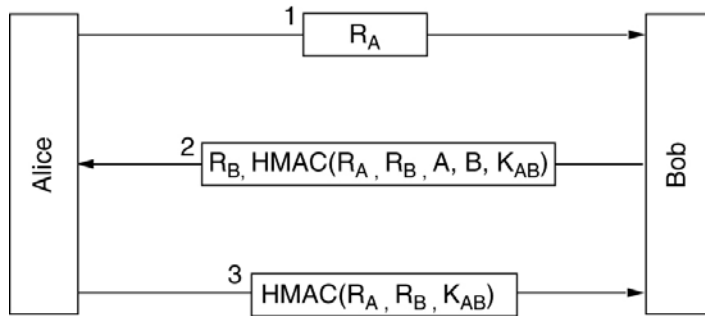 1
R_A
2
R_B, HMAC(R_A , R_B , A, B, K_AB)
Alice
Bob
3
HMAC(R_A , R_B , K_AB)